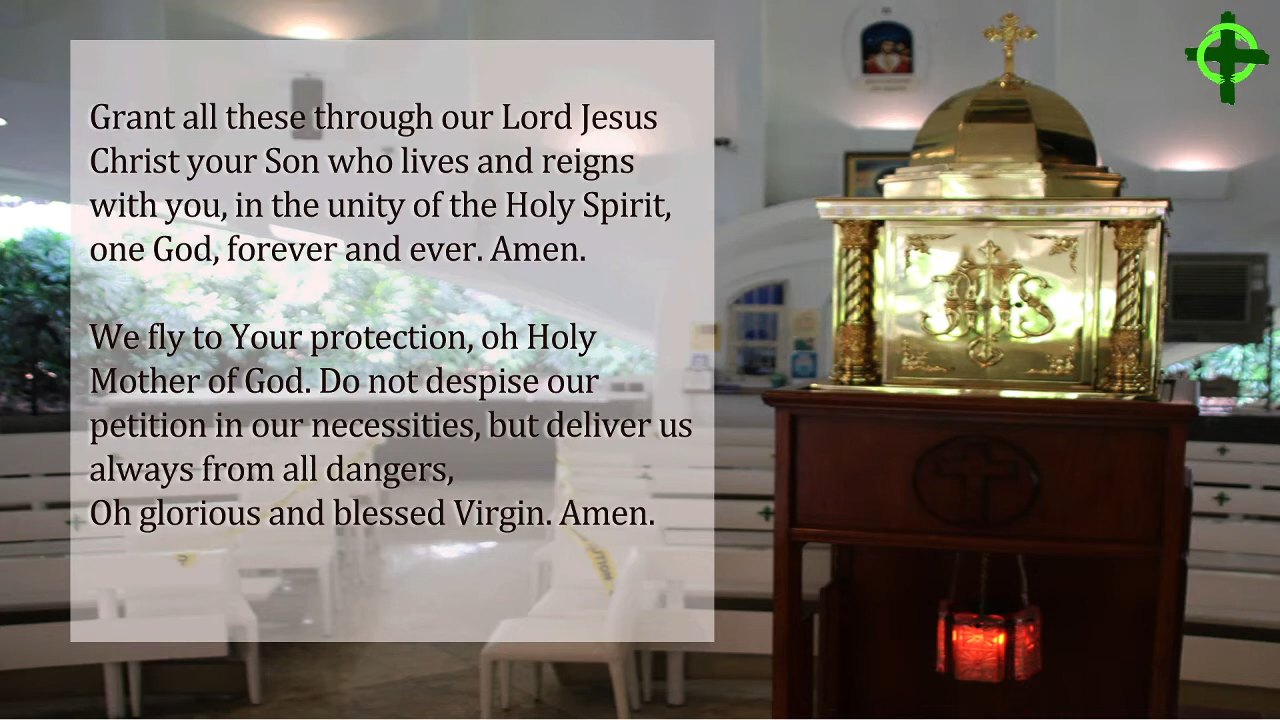 Grant all these through our Lord Jesus
Christ your Son who lives and reigns
with you, in the unity of the Holy Spirit,
one God, forever and ever. Amen.
We fly to Your protection, oh Holy
Mother of God. Do not despise our
petition in our necessities, but deliver us
always from all dangers,
Oh glorious and blessed Virgin. Amen.
IHS